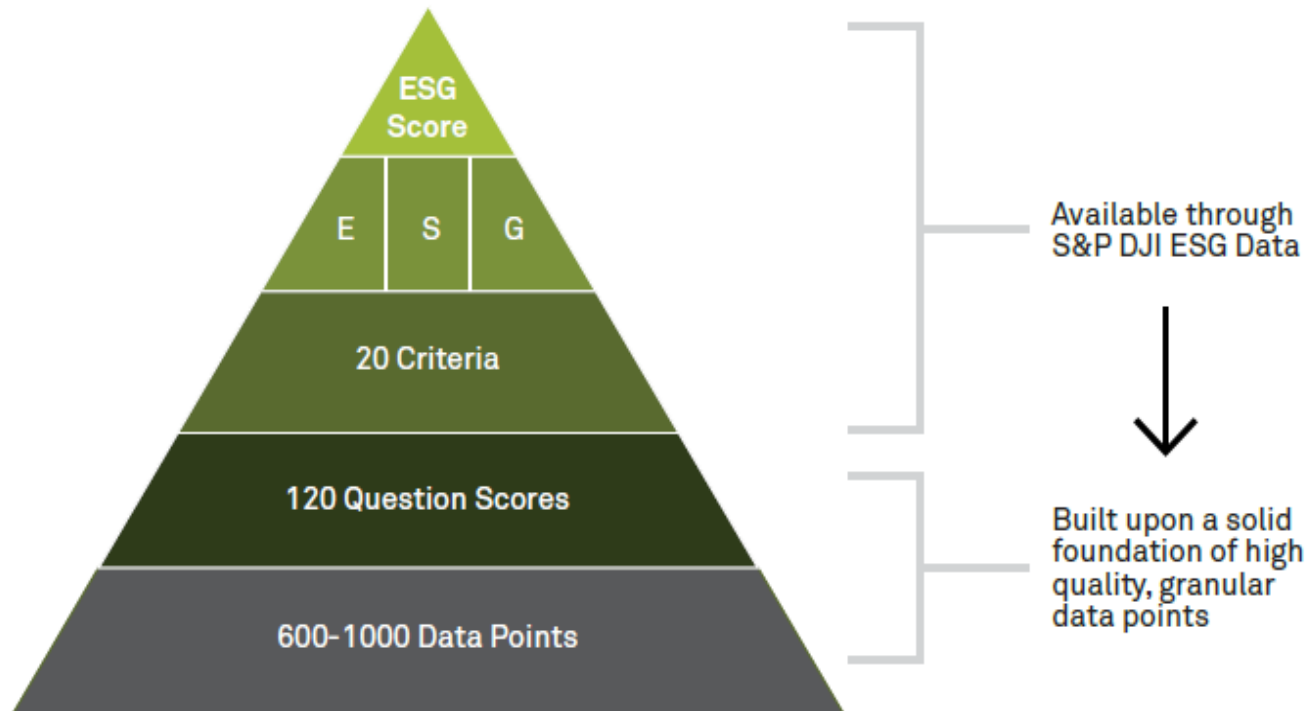 ESG
Score
E
S
G
20 Criteria
120 Question Scores
600-1000 Data Points
Available through
S&P DJI ESG Data
Built upon a solid
foundation of high
quality, granular
data points